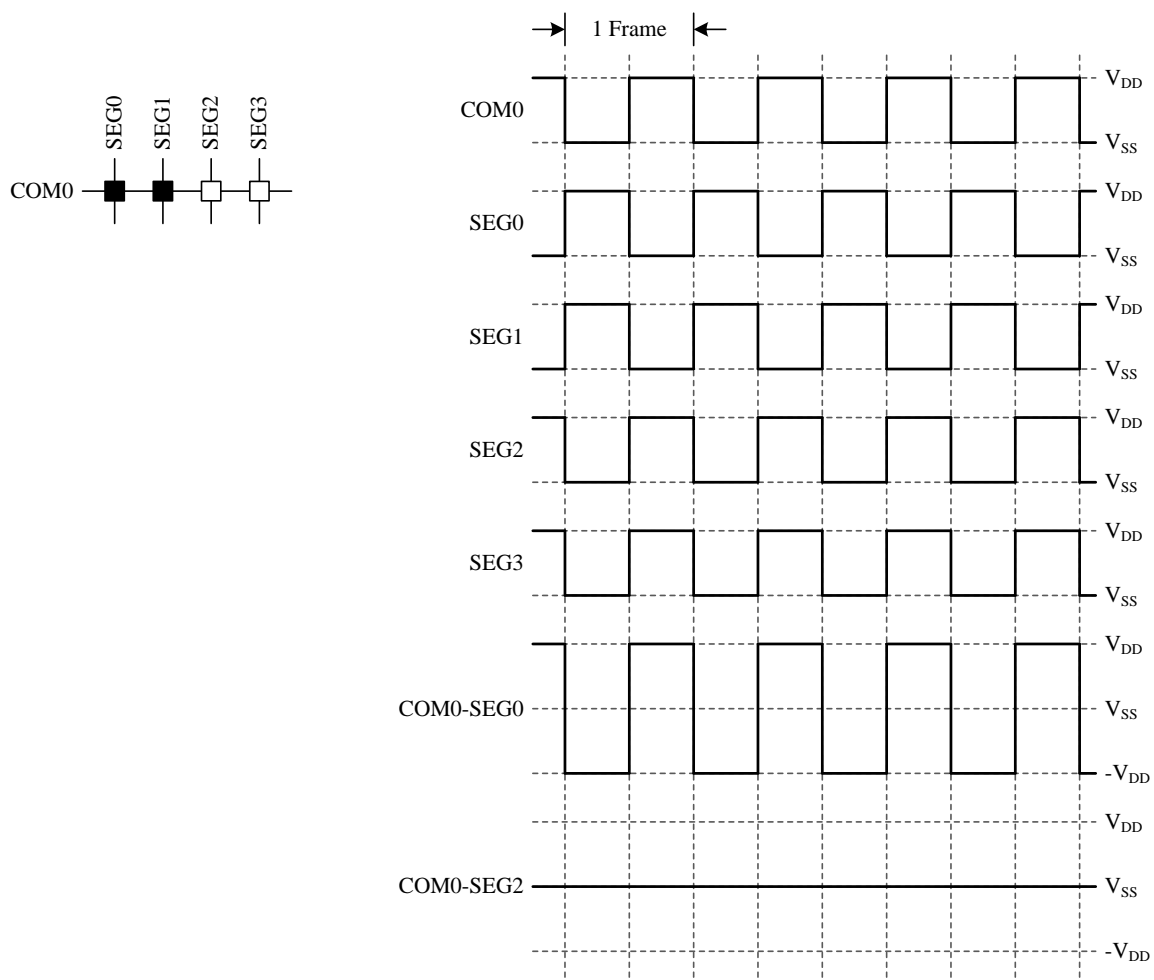 1 Frame
SEG0
SEG1
SEG2
SEG3
COM0
COM0
V_DD
V_SS
SEG0
V_DD
V_SS
SEG1
V_DD
V_SS
SEG2
V_DD
V_SS
SEG3
V_DD
V_SS
COM0-SEG0
V_DD
V_SS
-V_DD
COM0-SEG2
V_DD
V_SS
-V_DD